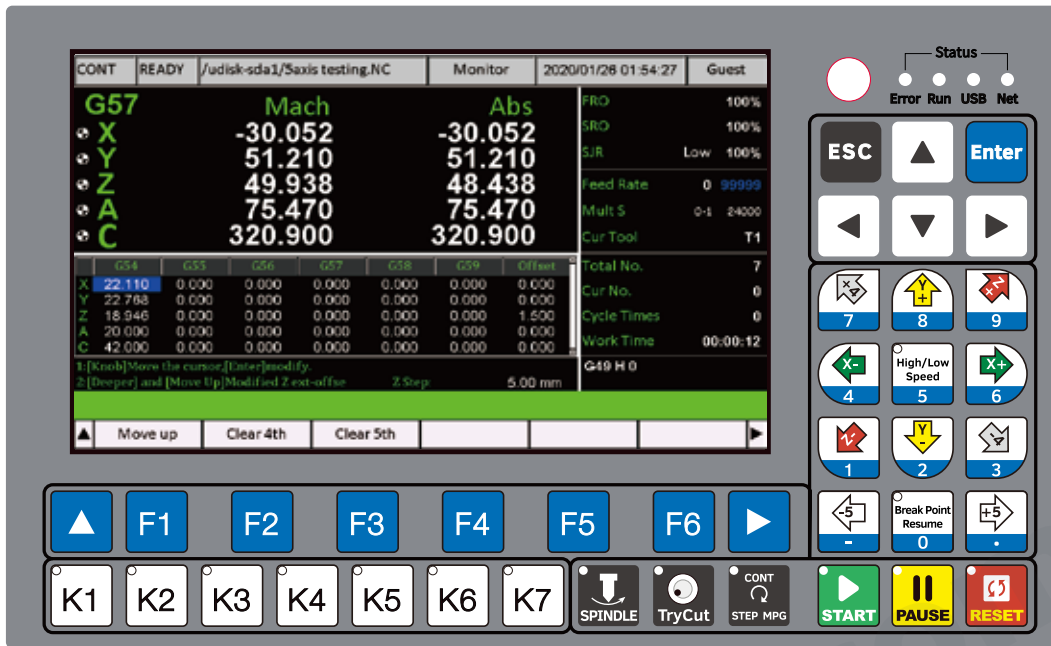 CONT READY /udisk-sda1/5axis testing.NC Monitor 2020/01/26 01:54:27 Guest
G57 Mach Abs
X -30.052 -30.052
Y 51.210 51.210
Z 49.938 48.438
A 75.470 75.470
C 320.900 320.900
FRO 100%
SRO 100%
SJR Low 100%
Feed Rate 0 99999
Mult S 0-1 24000
Cur Tool T1
Total No. 7
Cur No. 0
Cycle Times 0
Work Time 00:00:12
G49 H 0
G54 G55 G56 G57 G58 G59 Offset
X 22.110 0.000 0.000 0.000 0.000 0.000 0.000
Y 22.768 0.000 0.000 0.000 0.000 0.000 0.000
Z 18.946 0.000 0.000 0.000 0.000 0.000 1.500
A 20.000 0.000 0.000 0.000 0.000 0.000 0.000
C 42.000 0.000 0.000 0.000 0.000 0.000 0.000
1:[Knob]Move the cursor,[Enter]modify.
2:[Deeper] and [Move Up]Modified Z ext-offse Z Step: 5.00 mm
Move up Clear 4th Clear 5th
Status
Error Run USB Net
ESC Enter
7 Y+ 8 9
X- 4 High/Low Speed 5 X+ 6
1 Y- 2 3
-5 - Break Point Resume 0 +5 .
F1 F2 F3 F4 F5 F6
K1 K2 K3 K4 K5 K6 K7
SPINDLE TryCut CONT STEP MPG START PAUSE RESET